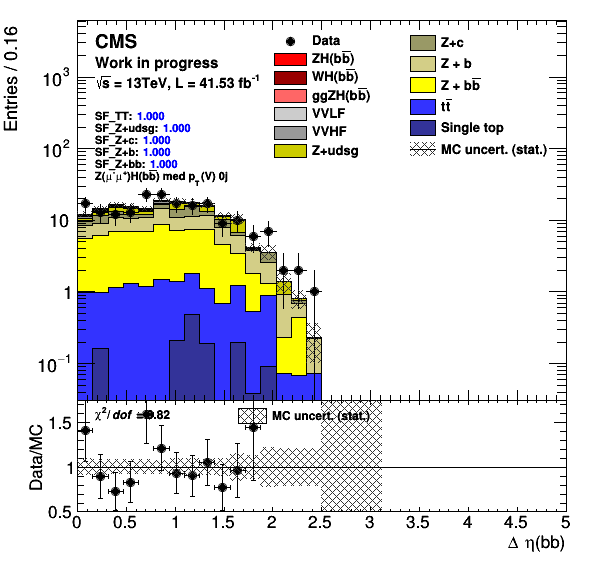 CMS
Work in progress
√s = 13TeV, L = 41.53 fb⁻¹
SF_TT: 1.000
SF_Z+udsg: 1.000
SF_Z+c: 1.000
SF_Z+b: 1.000
SF_Z+bb: 1.000
Z(μ⁻μ⁺)H(bb̅) med p_T (V) 0j
Data
ZH(bb̅)
WH(bb̅)
ggZH(bb̅)
VVLF
VVHF
Z+udsg
Z+c
Z + b
Z + bb̅
tt̅
Single top
MC uncert. (stat.)
Entries / 0.16
10³
10²
10
1
10⁻¹
χ²/dof = 0.82
MC uncert. (stat.)
Data/MC
1.5
1
0.5
0 0.5 1 1.5 2 2.5 3 3.5 4 4.5 5
Δ η(bb)